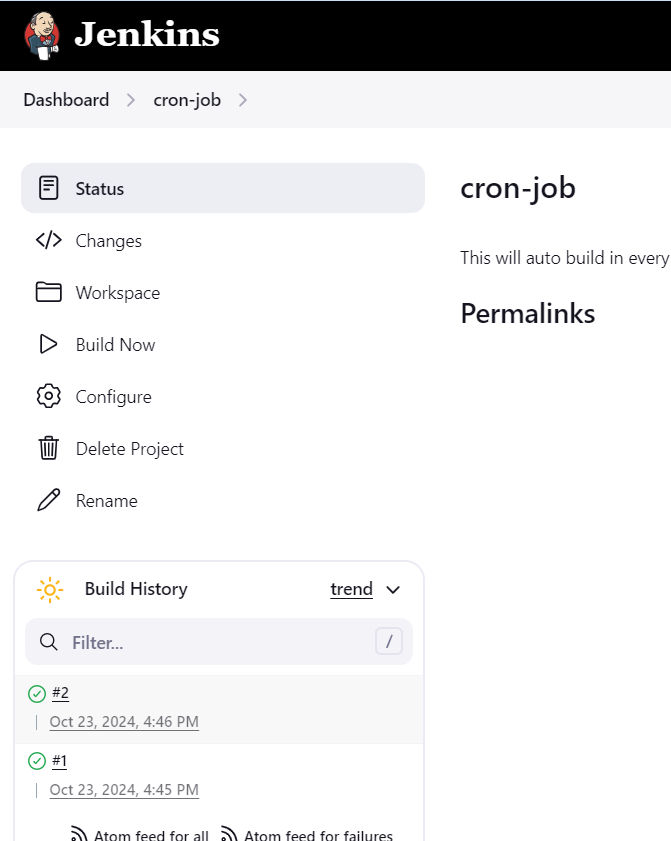 Jenkins
Dashboard > cron-job >
Status
Changes
Workspace
Build Now
Configure
Delete Project
Rename
cron-job
This will auto build in every
Permalinks
Build History trend
Filter... /
#2
Oct 23, 2024, 4:46 PM
#1
Oct 23, 2024, 4:45 PM
Atom feed for all Atom feed for failures